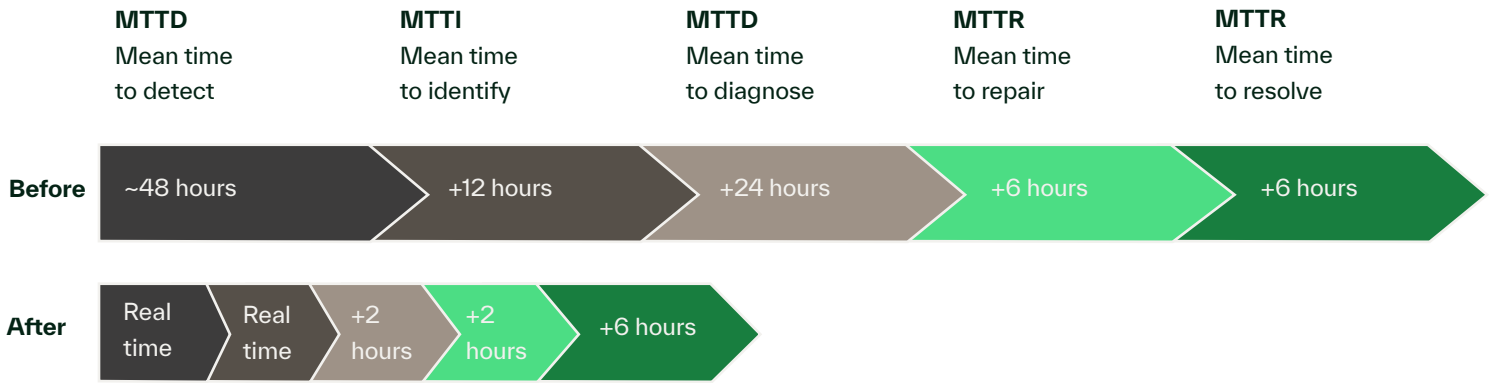 MTTD
Mean time
to detect
MTTI
Mean time
to identify
MTTD
Mean time
to diagnose
MTTR
Mean time
to repair
MTTR
Mean time
to resolve
Before
~48 hours
+12 hours
+24 hours
+6 hours
+6 hours
After
Real
time
Real
time
+2
hours
+2
hours
+6 hours